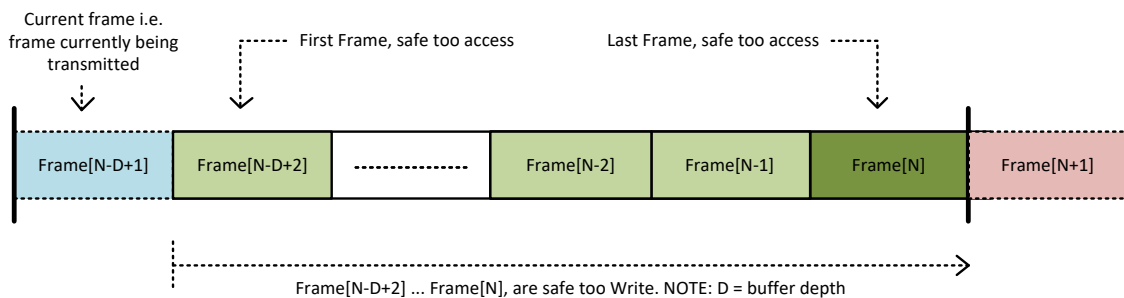 Current frame i.e.
frame currently being
transmitted
First Frame, safe too access
Last Frame, safe too access
Frame[N-D+1]
Frame[N-D+2]
Frame[N-2]
Frame[N-1]
Frame[N]
Frame[N+1]
Frame[N-D+2] ... Frame[N], are safe too Write. NOTE: D = buffer depth